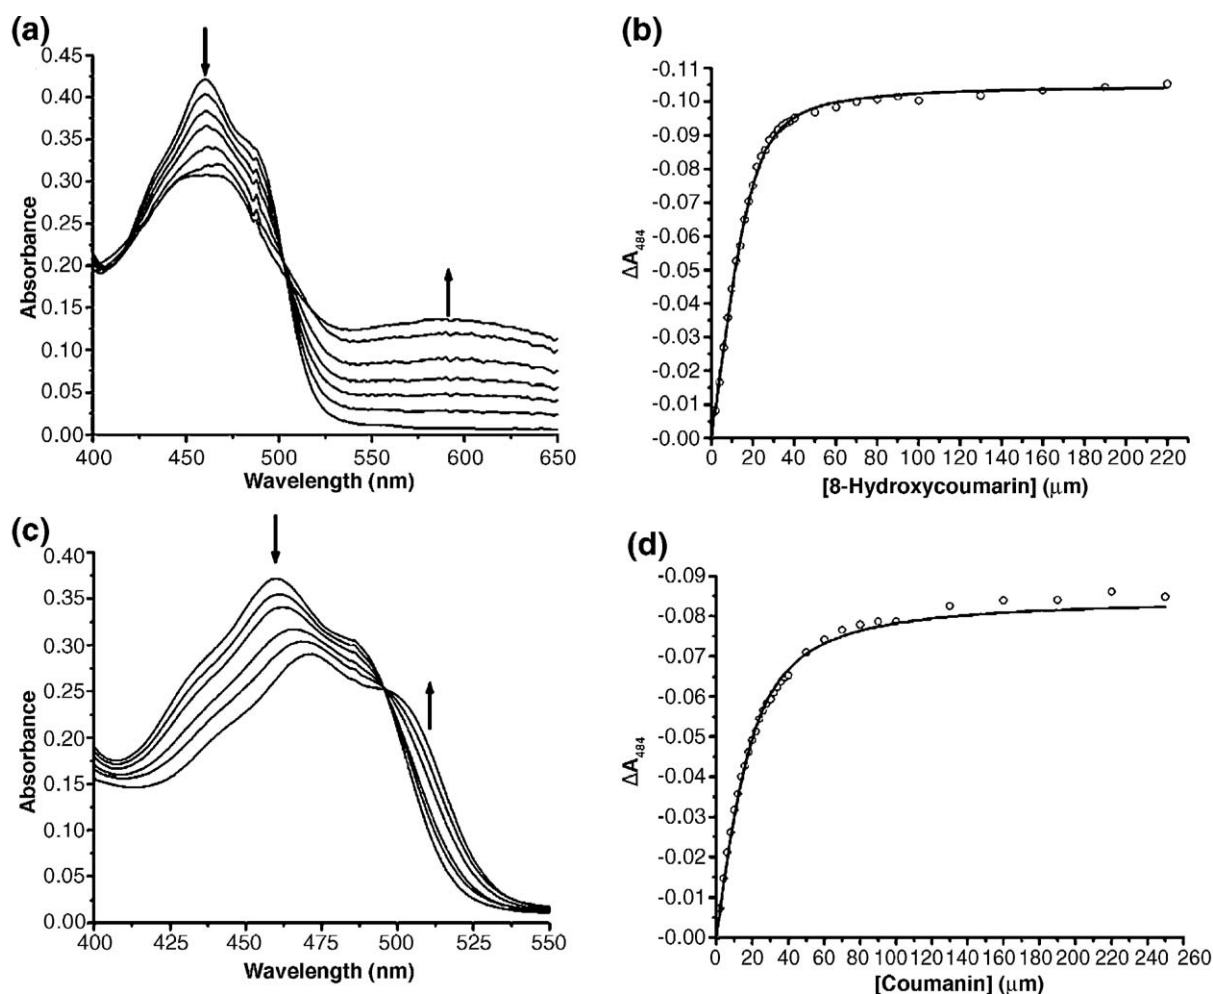 (a)
0.45
0.40
0.35
0.30
0.25
0.20
0.15
0.10
0.05
0.00
Absorbance
400 450 500 550 600 650
Wavelength (nm)
(b)
-0.11
-0.10
-0.09
-0.08
-0.07
-0.06
-0.05
-0.04
-0.03
-0.02
-0.01
-0.00
ΔA484
0 20 40 60 80 100 120 140 160 180 200 220
[8-Hydroxycoumarin] (μm)
(c)
0.40
0.35
0.30
0.25
0.20
0.15
0.10
0.05
0.00
Absorbance
400 425 450 475 500 525 550
Wavelength (nm)
(d)
-0.09
-0.08
-0.07
-0.06
-0.05
-0.04
-0.03
-0.02
-0.01
-0.00
ΔA484
0 20 40 60 80 100 120 140 160 180 200 220 240 260
[Coumanin] (μm)